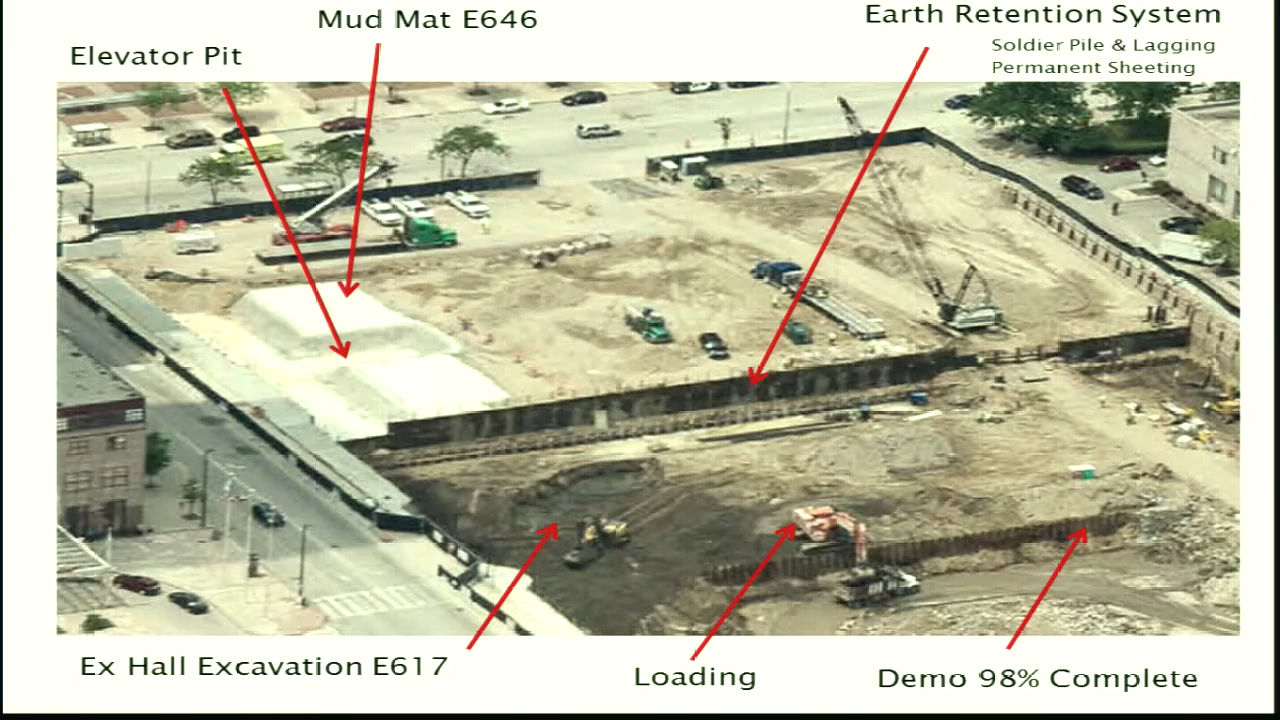 Mud Mat E646
Earth Retention System
Elevator Pit
Soldier Pile & Lagging
Permanent Sheeting
Ex Hall Excavation E617
Loading
Demo 98% Complete